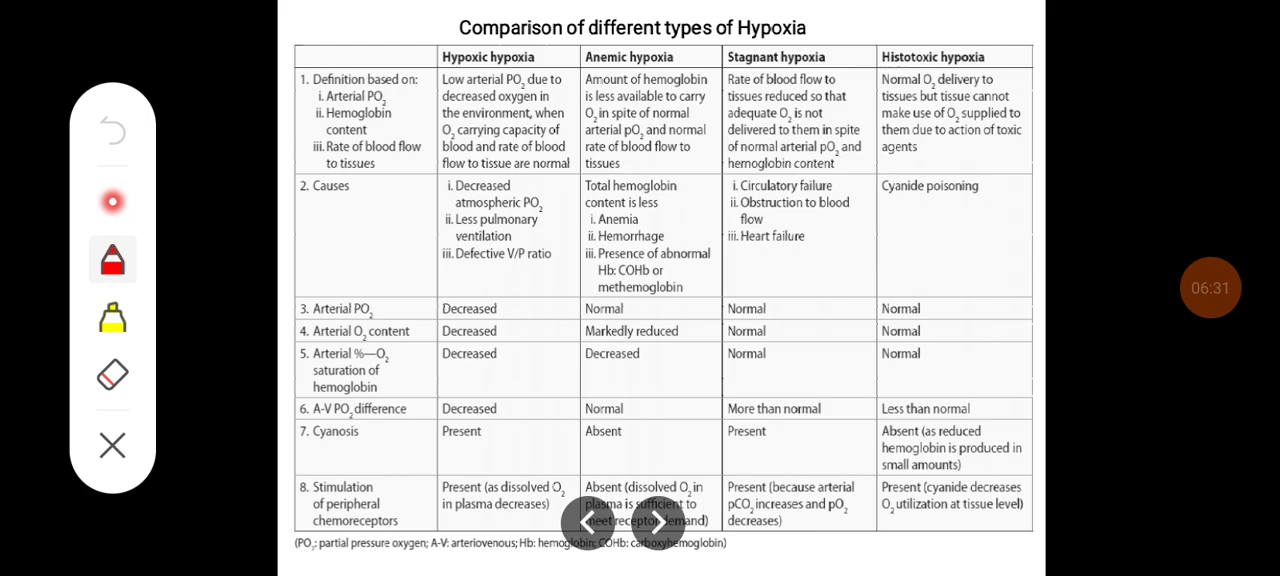 Comparison of different types of Hypoxia
Hypoxic hypoxia
Anemic hypoxia
Stagnant hypoxia
Histotoxic hypoxia
1. Definition based on:
i. Arterial PO2
ii. Hemoglobin
content
iii. Rate of blood flow
to tissues
Low arterial PO2 due to
decreased oxygen in
the environment, when
O2 carrying capacity of
blood and rate of blood
flow to tissue are normal
Amount of hemoglobin
is less available to carry
O2 in spite of normal
arterial pO2 and normal
rate of blood flow to
tissues
Rate of blood flow to
tissues reduced so that
adequate O2 is not
delivered to them in spite
of normal arterial pO2 and
hemoglobin content
Normal O2 delivery to
tissues but tissue cannot
make use of O2 supplied to
them due to action of toxic
agents
2. Causes
i. Decreased
atmospheric PO2
ii. Less pulmonary
ventilation
iii. Defective V/P ratio
Total hemoglobin
content is less
i. Anemia
ii. Hemorrhage
iii. Presence of abnormal
Hb: COHb or
methemoglobin
i. Circulatory failure
ii. Obstruction to blood
flow
iii. Heart failure
Cyanide poisoning
3. Arterial PO2
Decreased
Normal
Normal
Normal
4. Arterial O2 content
Decreased
Markedly reduced
Normal
Normal
5. Arterial %—O2
saturation of
hemoglobin
Decreased
Decreased
Normal
Normal
6. A-V PO2 difference
Decreased
Normal
More than normal
Less than normal
7. Cyanosis
Present
Absent
Present
Absent (as reduced
hemoglobin is produced in
small amounts)
8. Stimulation
of peripheral
chemoreceptors
Present (as dissolved O2
in plasma decreases)
Absent (dissolved O2 in
plasma is sufficient to
meet receptor demand)
Present (because arterial
pCO2 increases and pO2
decreases)
Present (cyanide decreases
O2 utilization at tissue level)
(PO2: partial pressure oxygen; A-V: arteriovenous; Hb: hemoglobin; COHb: carboxyhemoglobin)
06:31